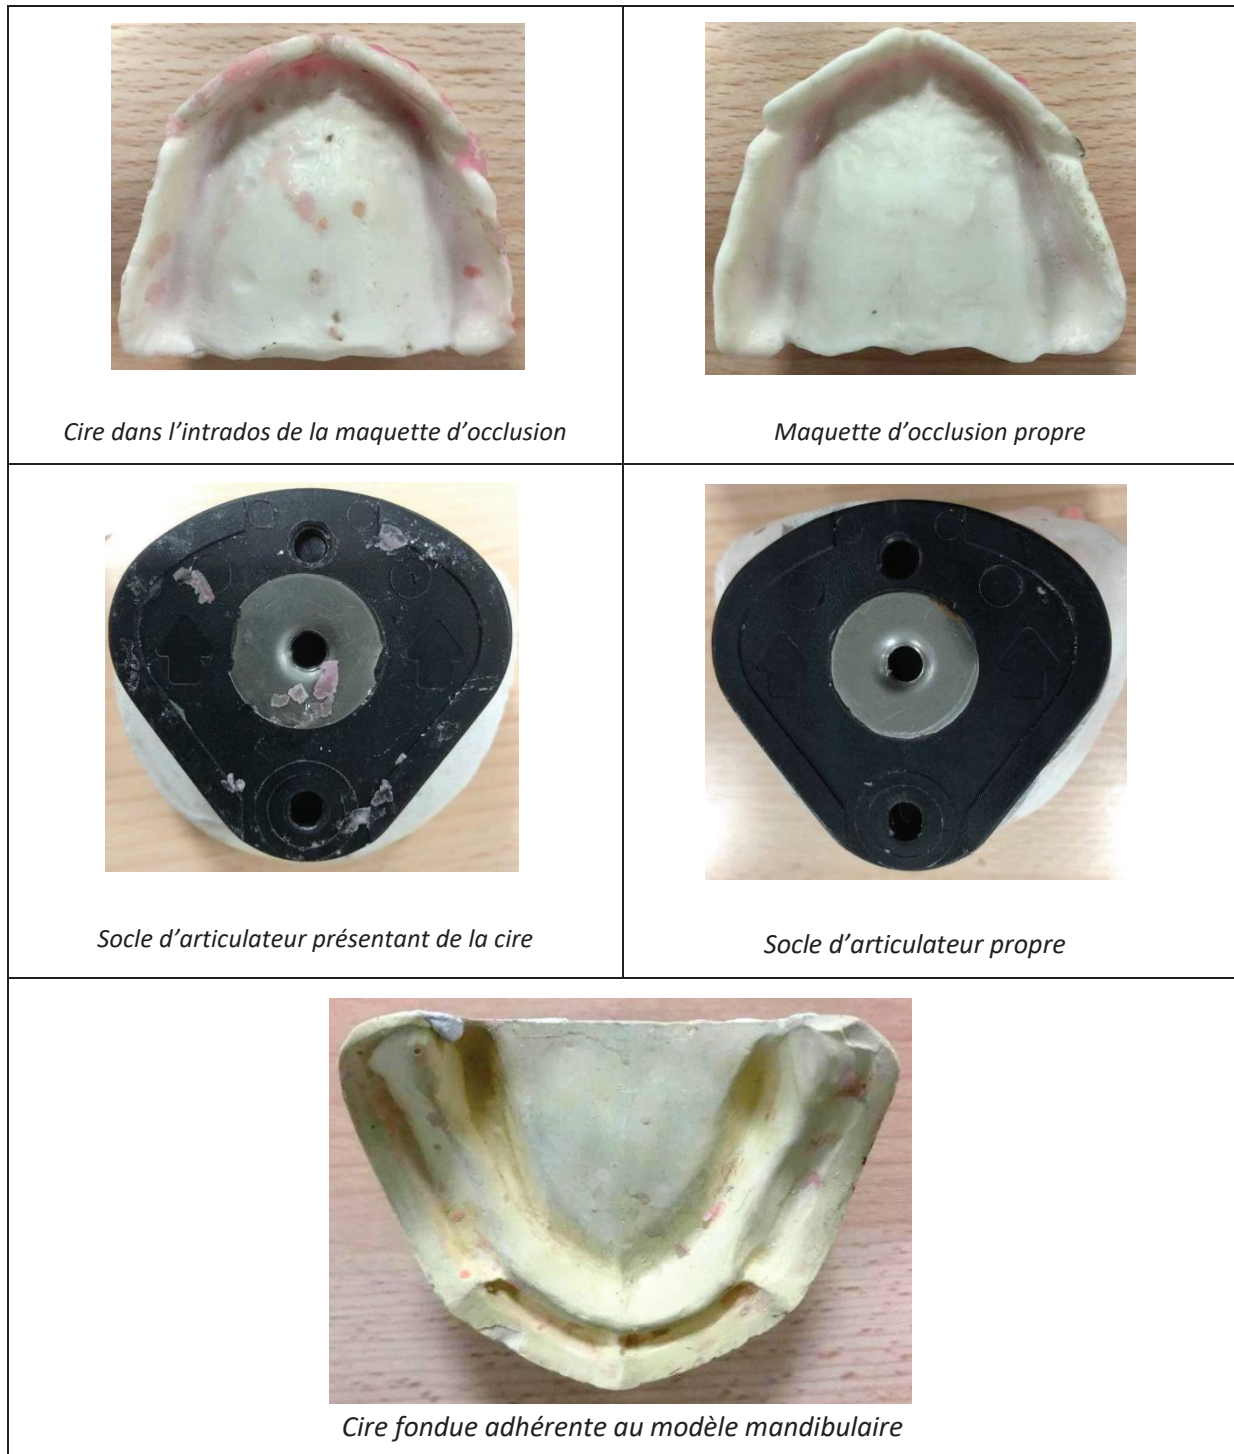 Cire dans l’intrados de la maquette d’occlusion
Maquette d’occlusion propre
Socle d’articulateur présentant de la cire
Socle d’articulateur propre
Cire fondue adhérente au modèle mandibulaire